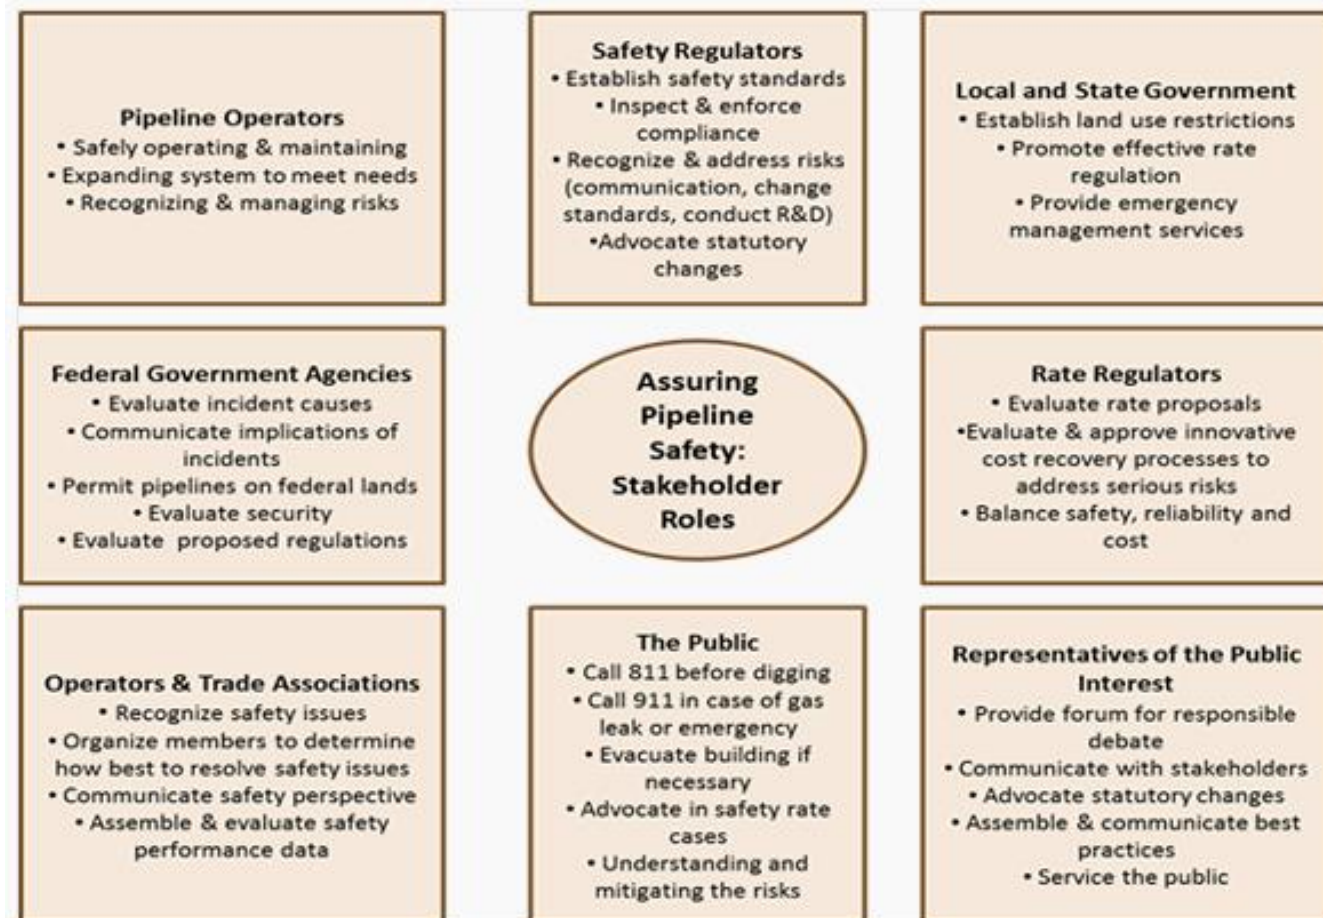 Pipeline Operators
• Safely operating & maintaining
• Expanding system to meet needs
• Recognizing & managing risks
Safety Regulators
• Establish safety standards
• Inspect & enforce
compliance
• Recognize & address risks
(communication, change
standards, conduct R&D)
•Advocate statutory
changes
Local and State Government
• Establish land use restrictions
• Promote effective rate
regulation
• Provide emergency
management services
Federal Government Agencies
• Evaluate incident causes
• Communicate implications of
incidents
• Permit pipelines on federal lands
• Evaluate security
• Evaluate proposed regulations
Assuring
Pipeline
Safety:
Stakeholder
Roles
Rate Regulators
• Evaluate rate proposals
•Evaluate & approve innovative
cost recovery processes to
address serious risks
• Balance safety, reliability and
cost
Operators & Trade Associations
• Recognize safety issues
• Organize members to determine
how best to resolve safety issues
• Communicate safety perspective
• Assemble & evaluate safety
performance data
The Public
• Call 811 before digging
• Call 911 in case of gas
leak or emergency
• Evacuate building if
necessary
• Advocate in safety rate
cases
• Understanding and
mitigating the risks
Representatives of the Public
Interest
• Provide forum for responsible
debate
• Communicate with stakeholders
• Advocate statutory changes
• Assemble & communicate best
practices
• Service the public